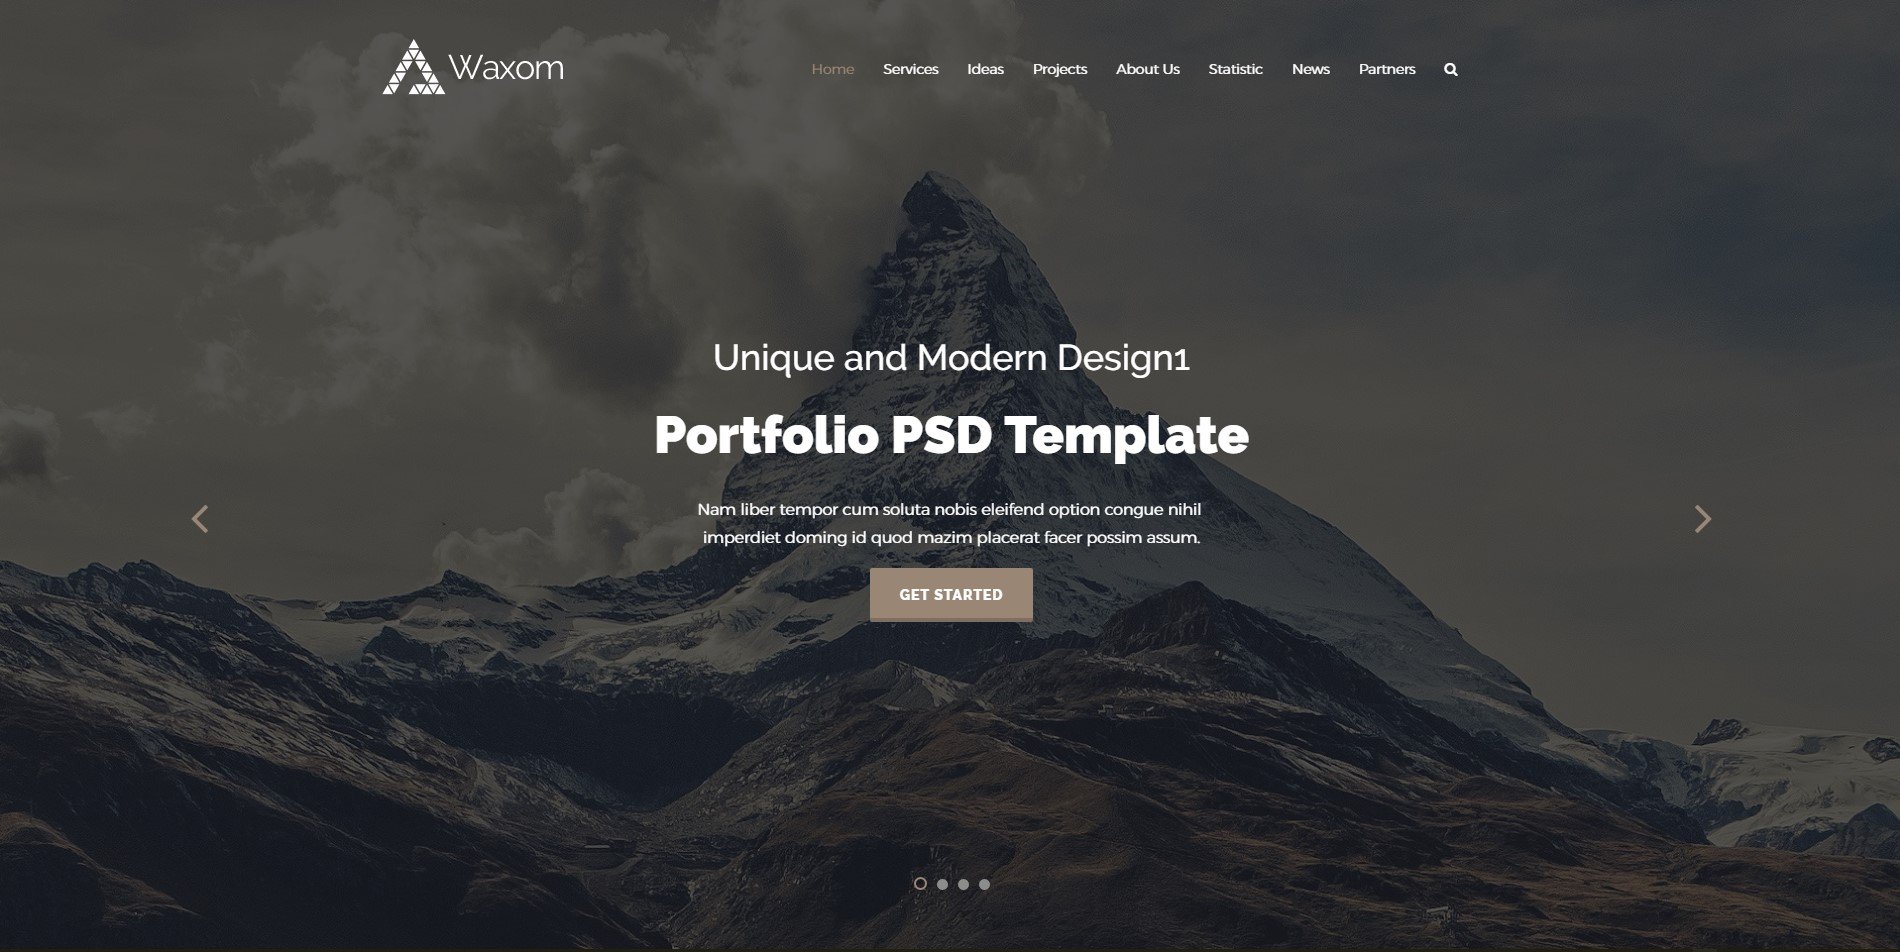 Waxom
Home Services Ideas Projects About Us Statistic News Partners
Unique and Modern Design1
Portfolio PSD Template
Nam liber tempor cum soluta nobis eleifend option congue nihil
imperdiet doming id quod mazim placerat facer possim assum.
GET STARTED